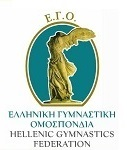 Ε.Γ.Ο.
ΕΛΛΗΝΙΚΗ ΓΥΜΝΑΣΤΙΚΗ
ΟΜΟΣΠΟΝΔΙΑ
HELLENIC GYMNASTICS
FEDERATION